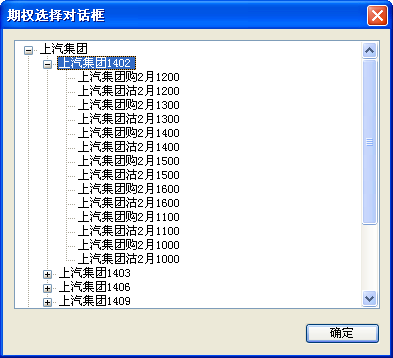 期权选择对话框
上汽集团
上汽集团1402
上汽集团购2月1200
上汽集团沽2月1200
上汽集团购2月1300
上汽集团沽2月1300
上汽集团购2月1400
上汽集团沽2月1400
上汽集团购2月1500
上汽集团沽2月1500
上汽集团购2月1600
上汽集团沽2月1600
上汽集团购2月1100
上汽集团沽2月1100
上汽集团购2月1000
上汽集团沽2月1000
上汽集团1403
上汽集团1406
上汽集团1409
确定